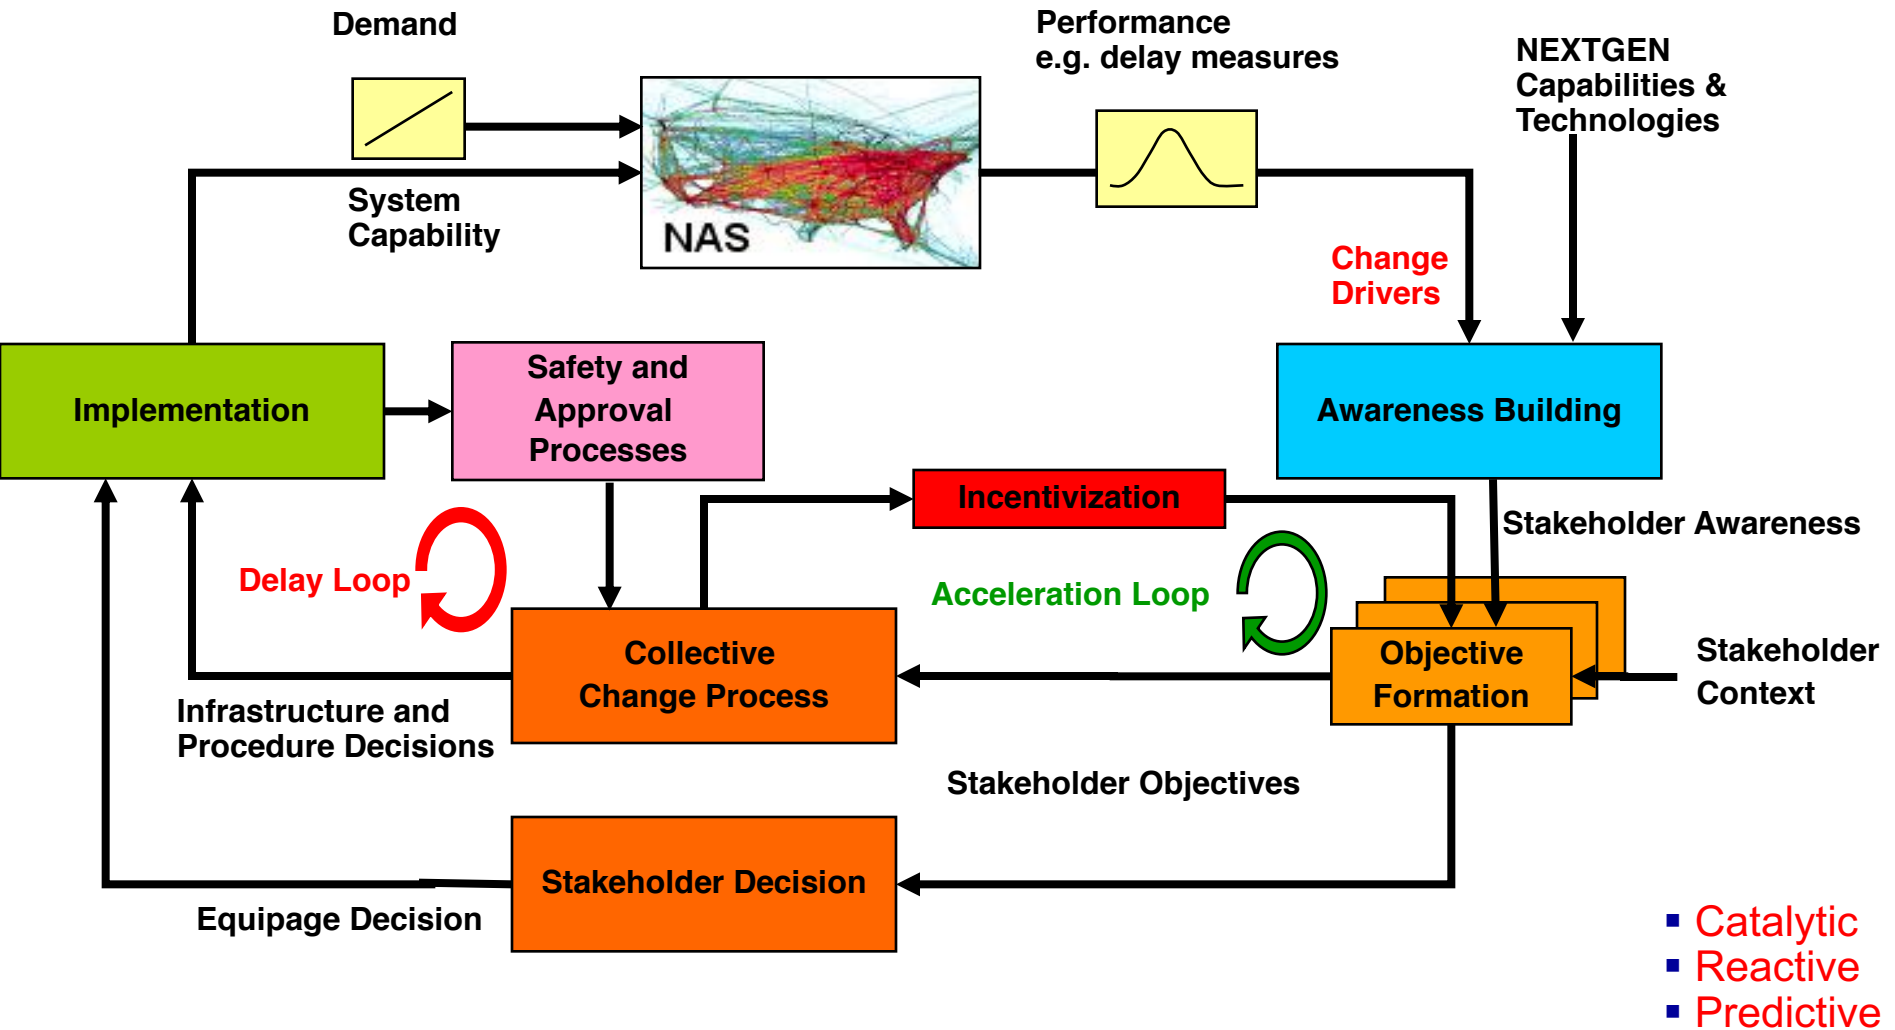 Demand
Performance
e.g. delay measures
NEXTGEN
Capabilities &
Technologies
System
Capability
NAS
Change
Drivers
Implementation
Safety and
Approval
Processes
Awareness Building
Incentivization
Stakeholder Awareness
Delay Loop
Acceleration Loop
Collective
Change Process
Objective
Formation
Stakeholder
Context
Infrastructure and
Procedure Decisions
Stakeholder Objectives
Stakeholder Decision
Equipage Decision
▪ Catalytic
▪ Reactive
▪ Predictive